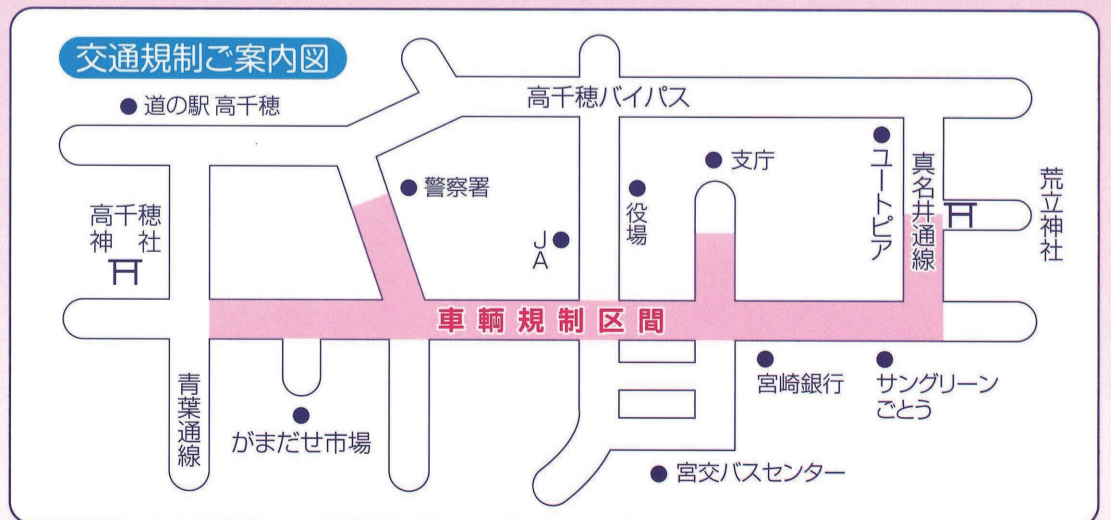 交通規制ご案内図
道の駅 高千穂
高千穂バイパス
警察署
支庁
ユートピア
真名井通線
荒立神社
高千穂
神社
JA
役場
車輌規制区間
青葉通線
がまだせ市場
宮崎銀行
サングリーン
ごとう
宮交バスセンター